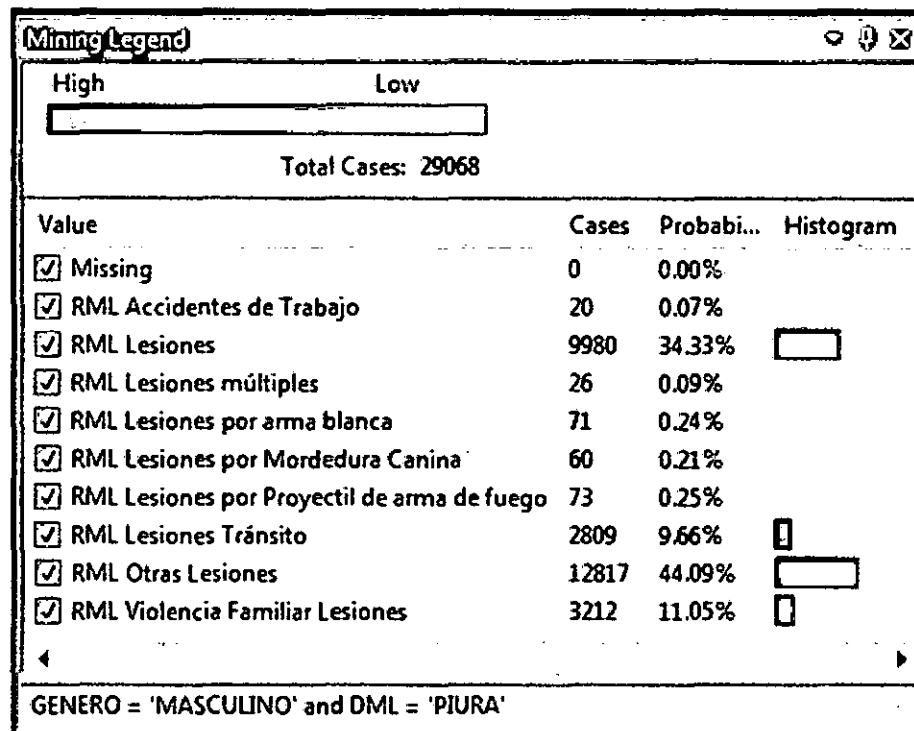 Mining Legend
High Low
Total Cases: 29068
Value Cases Probabi... Histogram
Missing 0 0.00%
RML Accidentes de Trabajo 20 0.07%
RML Lesiones 9980 34.33%
RML Lesiones múltiples 26 0.09%
RML Lesiones por arma blanca 71 0.24%
RML Lesiones por Mordedura Canina 60 0.21%
RML Lesiones por Proyectil de arma de fuego 73 0.25%
RML Lesiones Tránsito 2809 9.66%
RML Otras Lesiones 12817 44.09%
RML Violencia Familiar Lesiones 3212 11.05%
GENERO = 'MASCULINO' and DML = 'PIURA'